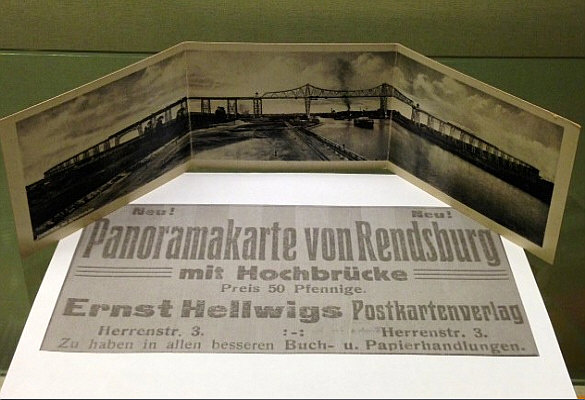 Neu! Neu!
Panoramakarte von Rendsburg
mit Hochbrücke
Preis 50 Pfennige.
Ernst Hellwigs Postkartenverlag
Herrenstr. 3. :-: Herrenstr. 3.
Zu haben in allen besseren Buch- u. Papierhandlungen.